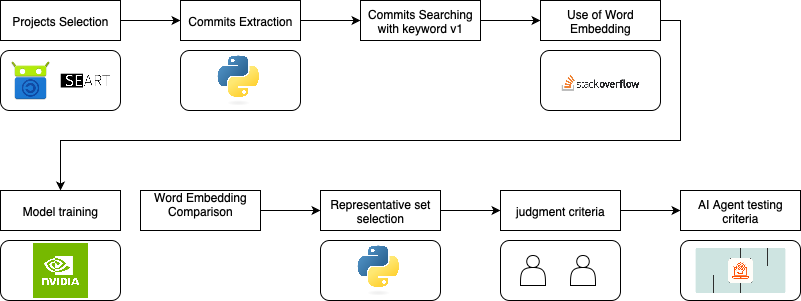 Projects Selection
Commits Extraction
Commits Searching
with keyword v1
Use of Word
Embedding
SEART
stackoverflow
Model training
Word Embedding
Comparison
Representative set
selection
judgment criteria
AI Agent testing
criteria
NVIDIA